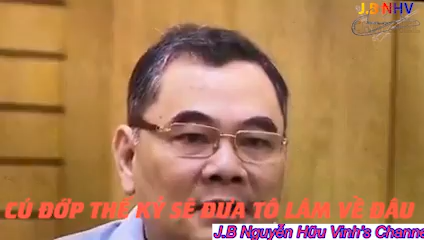 J.B NHV
CÚ ĐỚP THẾ KỶ SẼ ĐƯA TÔ LÂM VỀ ĐÂU
J.B Nguyễn Hữu Vinh's Channe